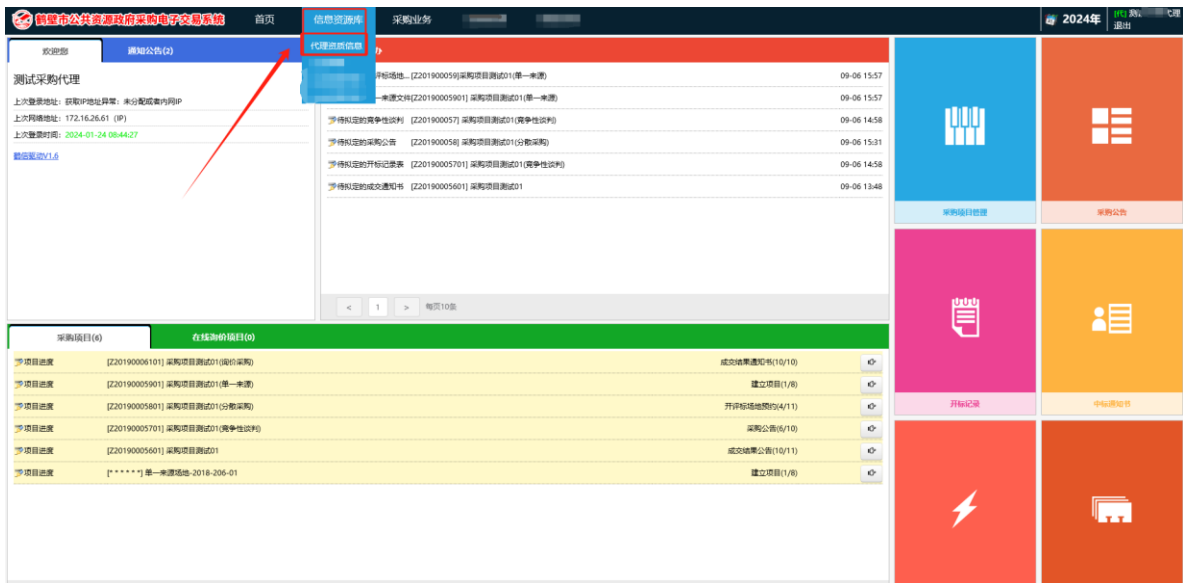 鹤壁市公共资源政府采购电子交易系统
首页
信息资源库
采购业务
2024年
[代] 代理
退出
代理资质信息
欢迎您
通知公告(2)
测试采购代理
上次登录地址: 获取IP地址异常: 未分配或者内网IP
上次网络地址: 172.16.26.61 (IP)
上次登录时间: 2024-01-24 08:44:27
驱动V1.6
评标场地... [Z201900059]采购项目测试01(单一来源) 09-06 15:57
一来源文件[Z20190005901] 采购项目测试01(单一来源) 09-06 15:57
待拟定的竞争性谈判 [Z201900057] 采购项目测试01(竞争性谈判) 09-06 14:58
待拟定的采购公告 [Z201900058] 采购项目测试01(分散采购) 09-06 15:31
待拟定的开标记录表 [Z20190005701] 采购项目测试01(竞争性谈判) 09-06 14:58
待拟定的成交通知书 [Z20190005601] 采购项目测试01 09-06 13:48
< 1 > 每页10条
采购项目管理
采购公告
开标记录
中标通知书
采购项目(6)
在线询价项目(0)
项目进度 [Z20190006101] 采购项目测试01(询价采购) 成交结果通知书(10/10)
项目进度 [Z20190005901] 采购项目测试01(单一来源) 建立项目(1/8)
项目进度 [Z20190005801] 采购项目测试01(分散采购) 开评标场地预约(4/11)
项目进度 [Z20190005701] 采购项目测试01(竞争性谈判) 采购公告(6/10)
项目进度 [Z20190005601] 采购项目测试01 成交结果公告(10/11)
项目进度 [* * * * * *] 单一来源场地-2018-206-01 建立项目(1/8)